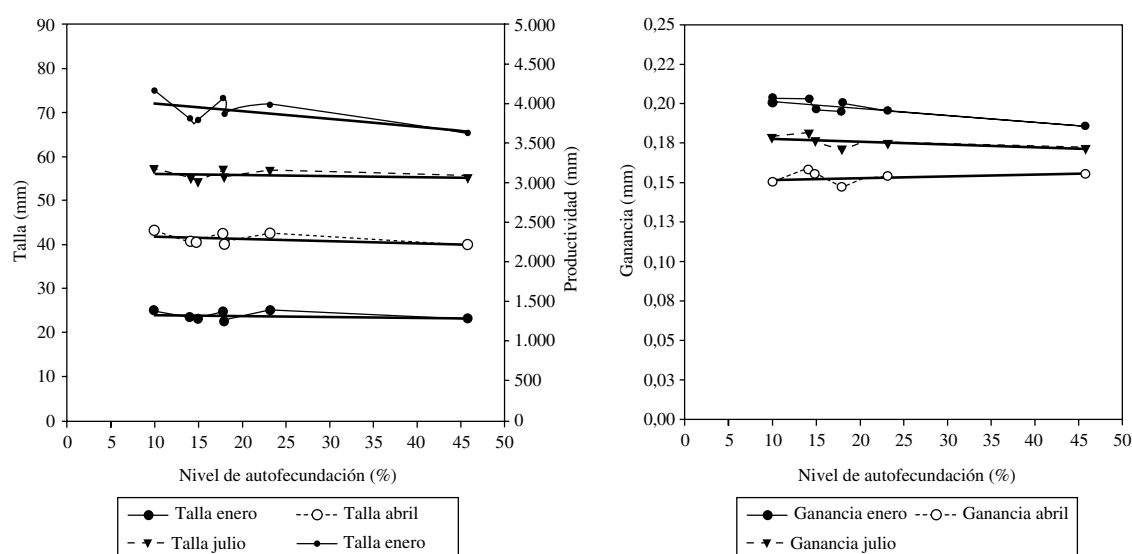 90
80
70
60
50
40
30
20
10
0
Talla (mm)
5.000
4.500
4.000
3.500
3.000
2.500
2.000
1.500
1.000
500
0
Productividad (mm)
0 5 10 15 20 25 30 35 40 45 50
Nivel de autofecundación (%)
Talla enero Talla abril
Talla julio Talla enero
0,25
0,25
0,20
0,18
0,15
0,13
0,10
0,08
0,05
0,03
0,00
Ganancia (mm)
0 5 10 15 20 25 30 35 40 45 50
Nivel de autofecundación (%)
Ganancia enero Ganancia abril
Ganancia julio